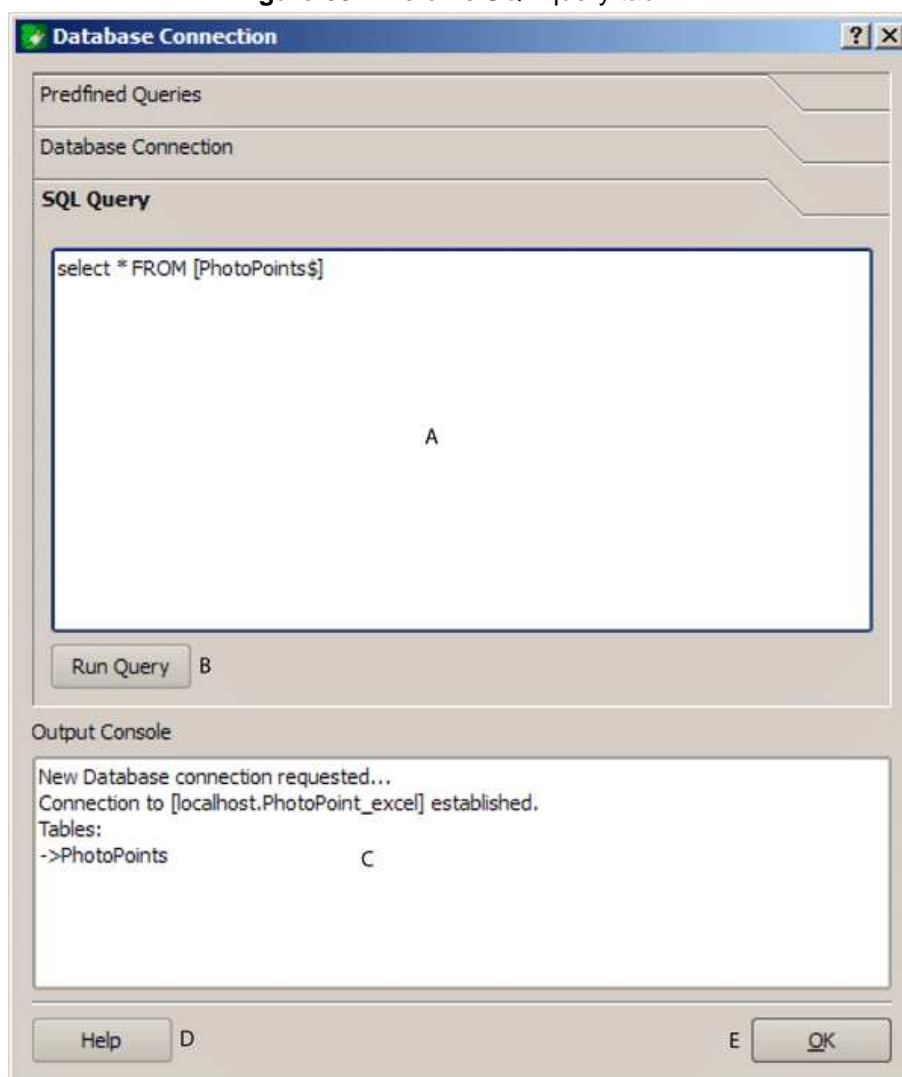 Database Connection
Predfined Queries
Database Connection
SQL Query
select * FROM [PhotoPoints$]
A
Run Query B
Output Console
New Database connection requested...
Connection to [localhost.PhotoPoint_excel] established.
Tables:
->PhotoPoints
C
Help D E OK